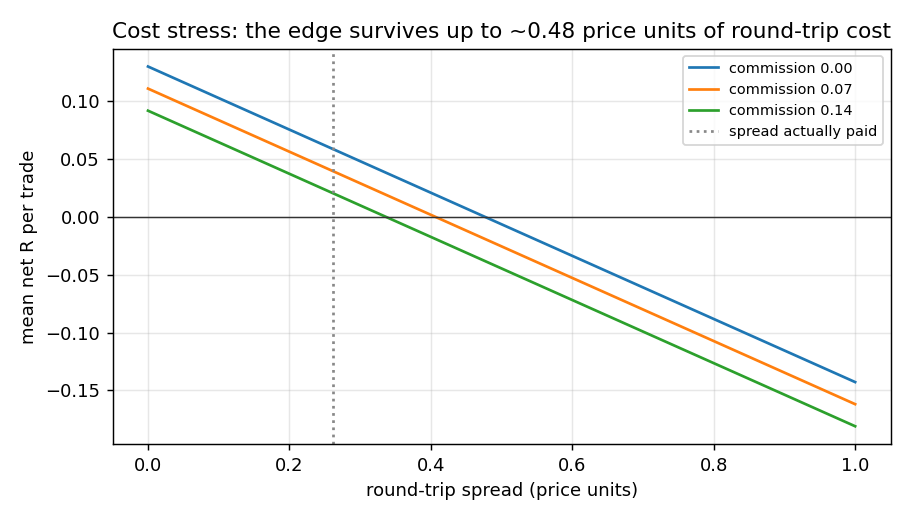 Cost stress: the edge survives up to ~0.48 price units of round-trip cost
commission 0.00
commission 0.07
commission 0.14
spread actually paid
mean net R per trade
0.10
0.05
0.00
−0.05
−0.10
−0.15
0.0 0.2 0.4 0.6 0.8 1.0
round-trip spread (price units)